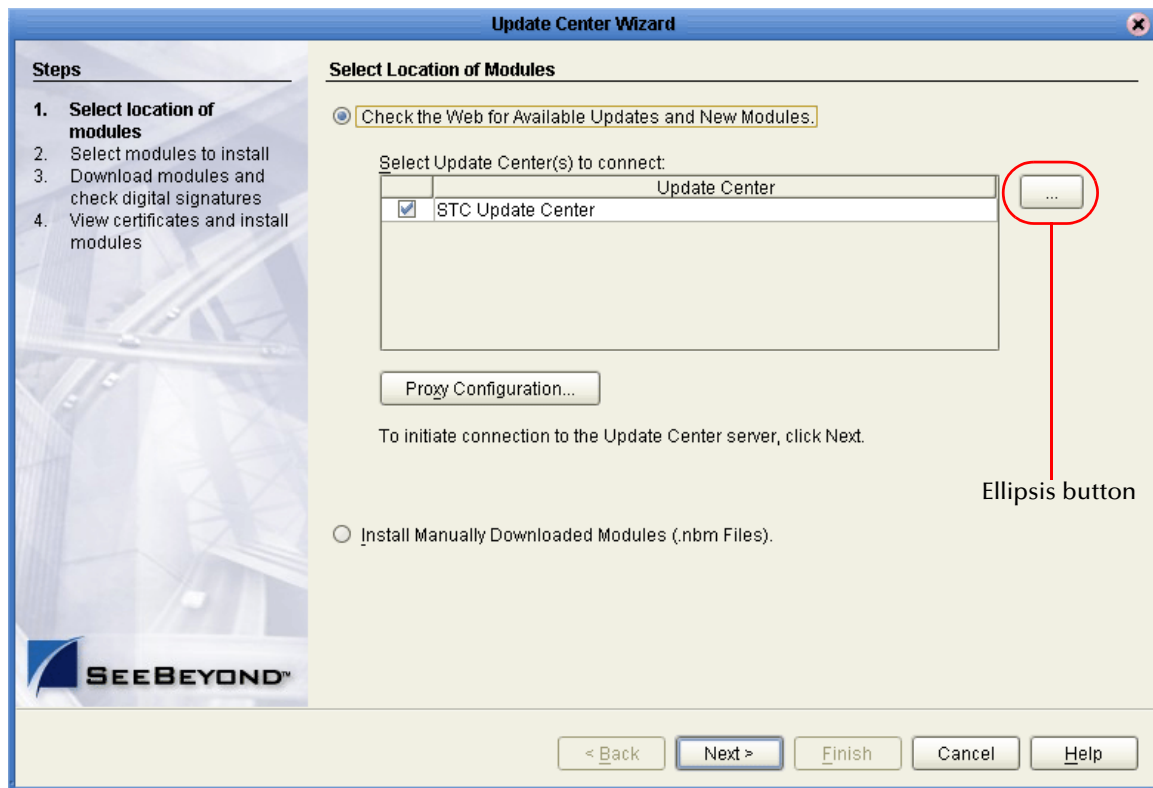 Update Center Wizard
Steps
1. Select location of
modules
2. Select modules to install
3. Download modules and
check digital signatures
4. View certificates and install
modules
SEEBEYOND™
Select Location of Modules
Check the Web for Available Updates and New Modules.
Select Update Center(s) to connect:
Update Center
STC Update Center
...
Proxy Configuration...
To initiate connection to the Update Center server, click Next.
Ellipsis button
Install Manually Downloaded Modules (.nbm Files).
< Back
Next >
Finish
Cancel
Help